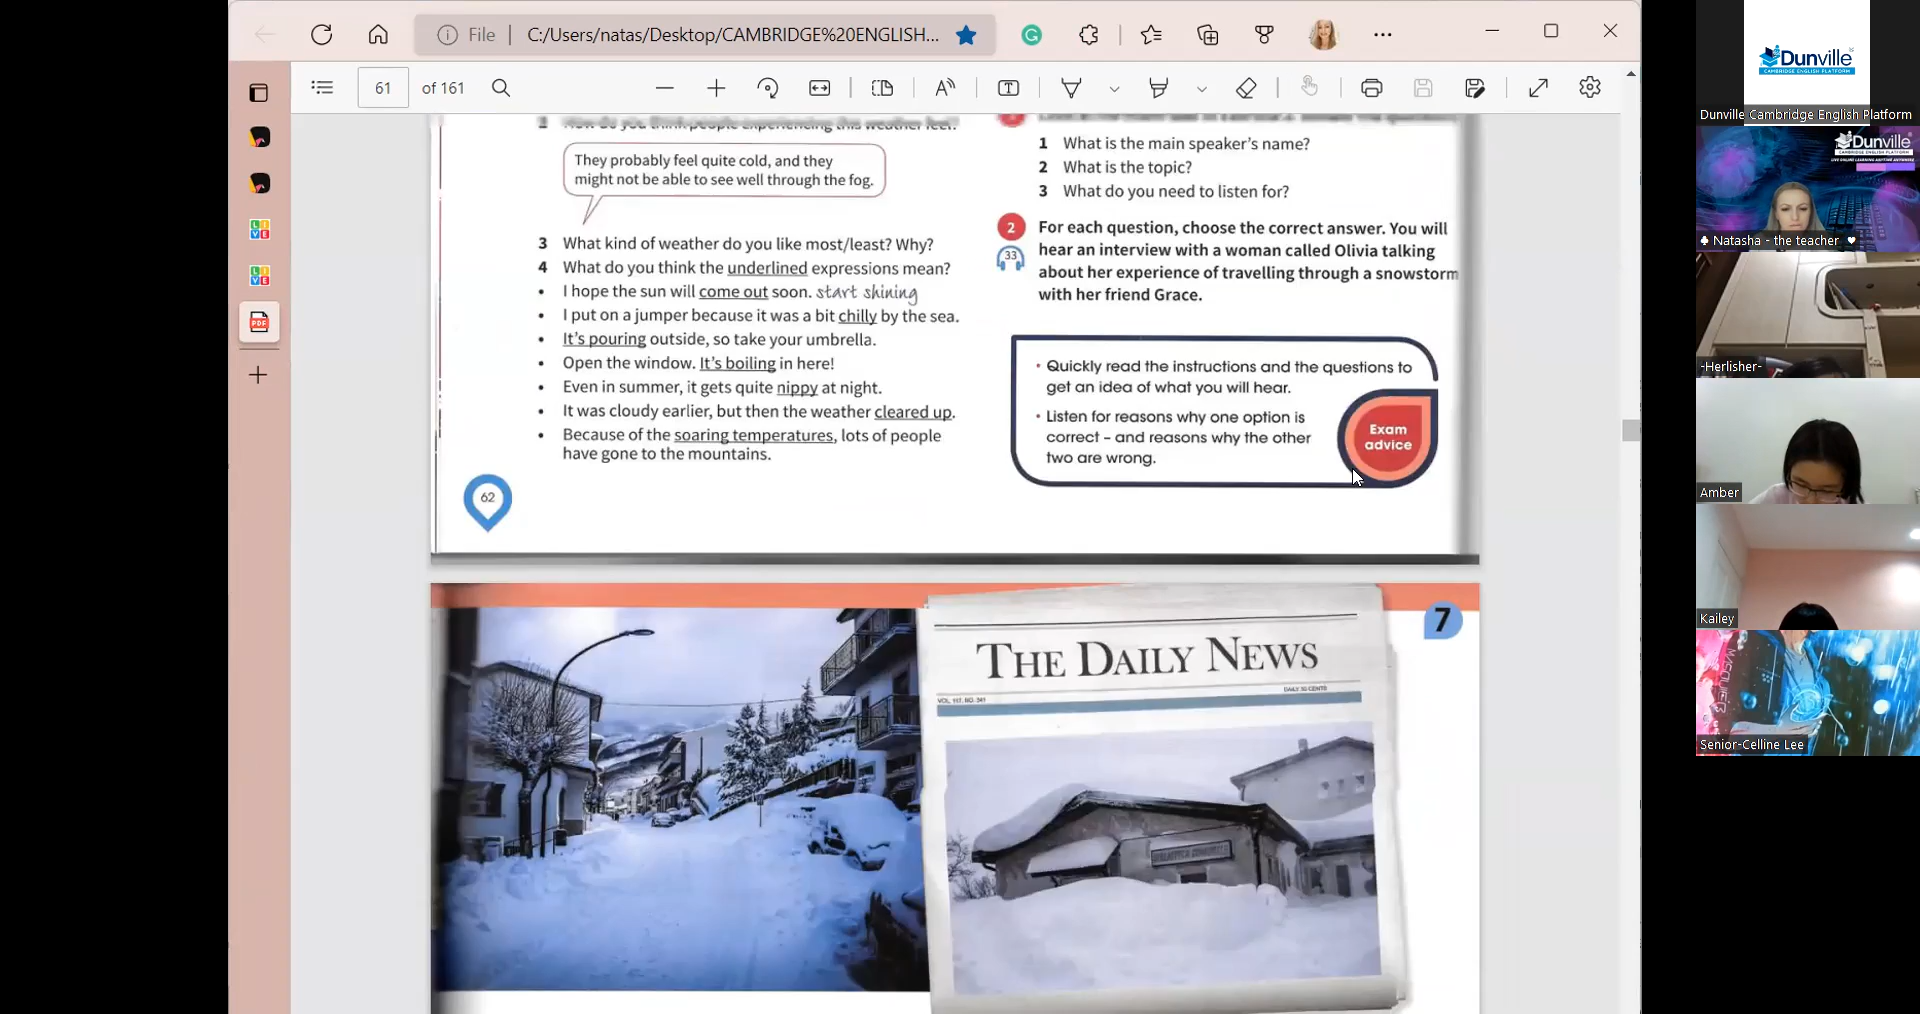 File
C:/Users/natas/Desktop/CAMBRIDGE%20ENGLISH...
61
of 161
They probably feel quite cold, and they
might not be able to see well through the fog.
3 What kind of weather do you like most/least? Why?
4 What do you think the underlined expressions mean?
• I hope the sun will come out soon. start shining
• I put on a jumper because it was a bit chilly by the sea.
• It's pouring outside, so take your umbrella.
• Open the window. It's boiling in here!
• Even in summer, it gets quite nippy at night.
• It was cloudy earlier, but then the weather cleared up.
• Because of the soaring temperatures, lots of people
have gone to the mountains.
62
1 What is the main speaker's name?
2 What is the topic?
3 What do you need to listen for?
2 For each question, choose the correct answer. You will
33 hear an interview with a woman called Olivia talking
about her experience of travelling through a snowstorm
with her friend Grace.
• Quickly read the instructions and the questions to
get an idea of what you will hear.
• Listen for reasons why one option is
correct – and reasons why the other
two are wrong.
Exam
advice
7
THE DAILY NEWS
Dunville
CAMBRIDGE ENGLISH PLATFORM
Dunville Cambridge English Platform
Dunville
Natasha - the teacher
-Herlisher-
Amber
Kailey
Senior-Celline Lee